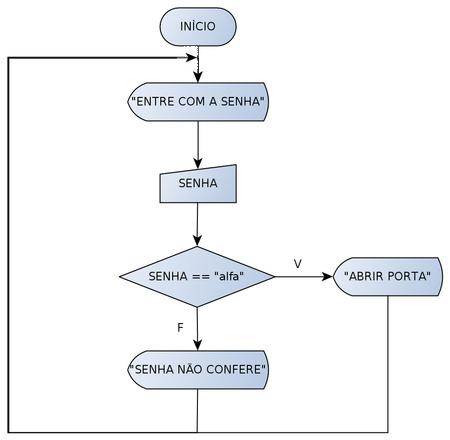 INÍCIO
"ENTRE COM A SENHA"
SENHA
SENHA == "alfa"
V
"ABRIR PORTA"
F
"SENHA NÃO CONFERE"